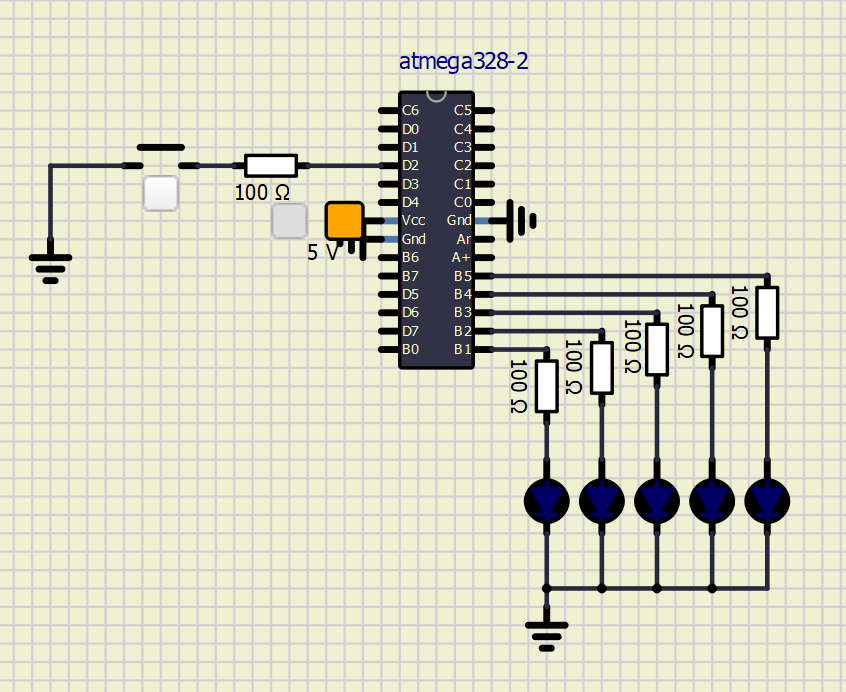 atmega328-2
C6 C5
D0 C4
D1 C3
D2 C2
D3 C1
D4 C0
Vcc Gnd
Gnd Ar
B6 A+
B7 B5
D5 B4
D6 B3
D7 B2
B0 B1
100 Ω
5 V
100 Ω
100 Ω
100 Ω
100 Ω
100 Ω